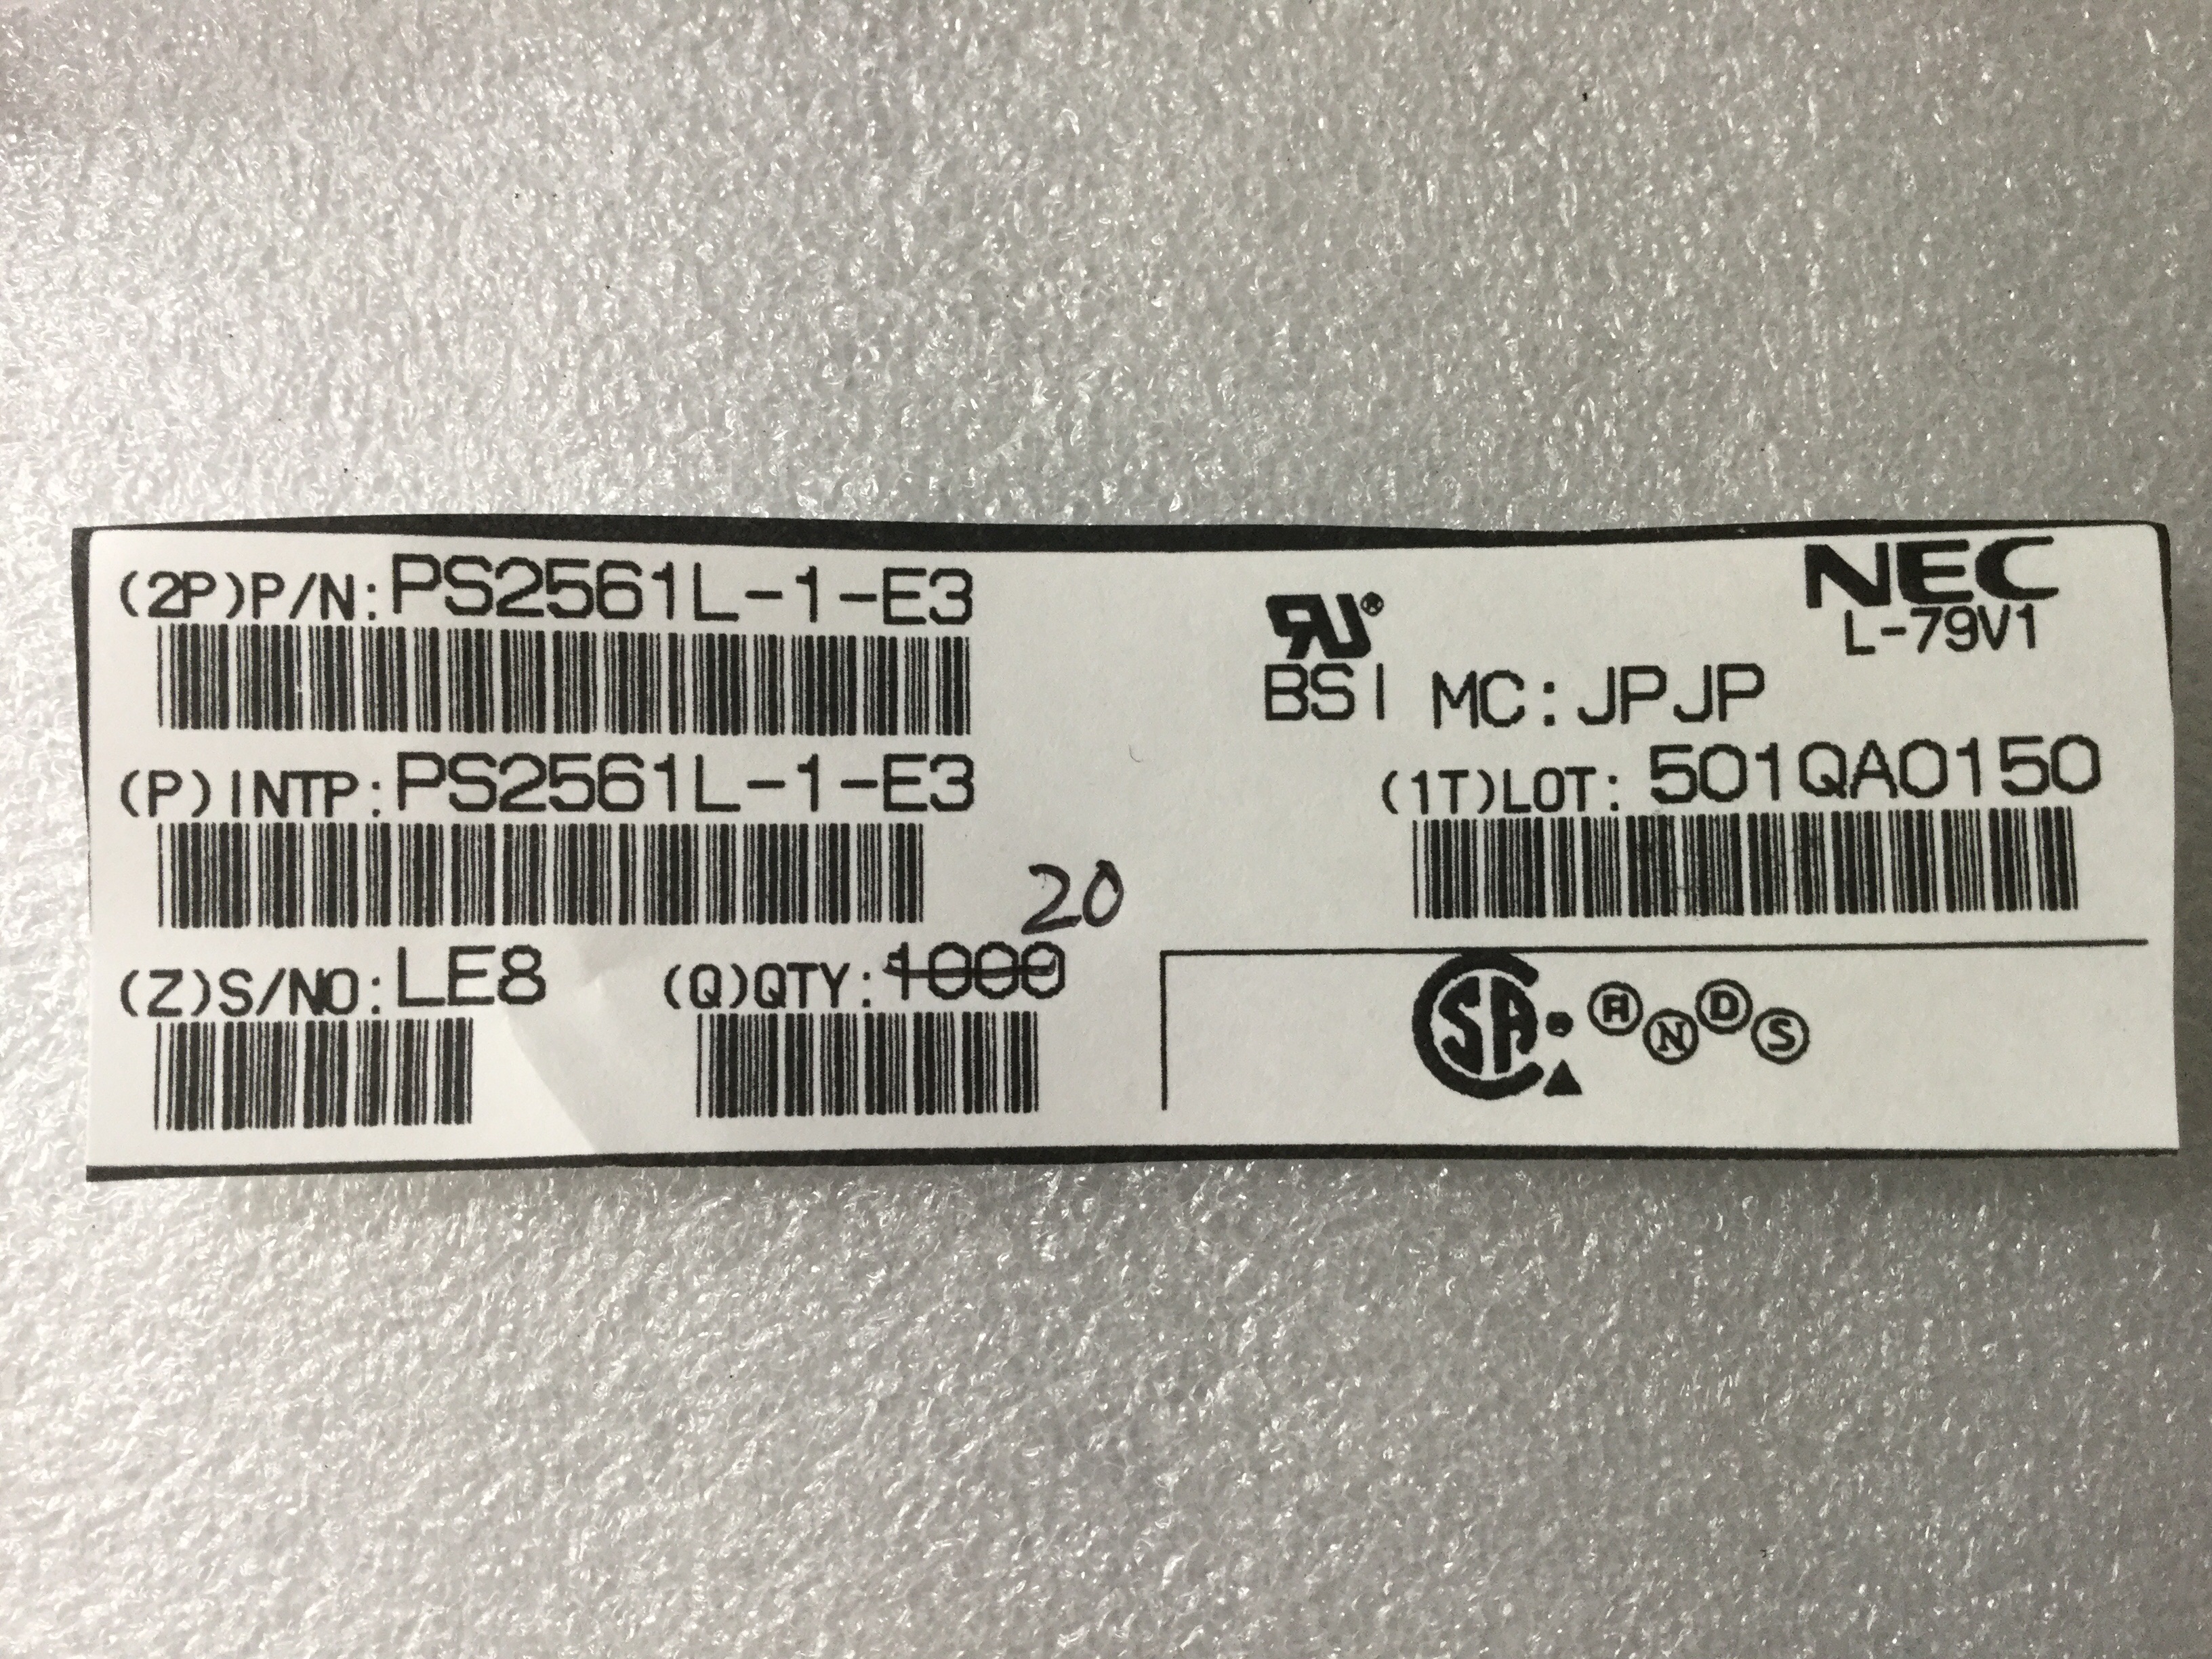 (2P)P/N:PS2561L-1-E3
NEC
L-79V1
BSI MC:JPJP
(P)INTP:PS2561L-1-E3
(1T)LOT:501QA0150
20
(Z)S/NO:LE8 (Q)QTY:1000
SA